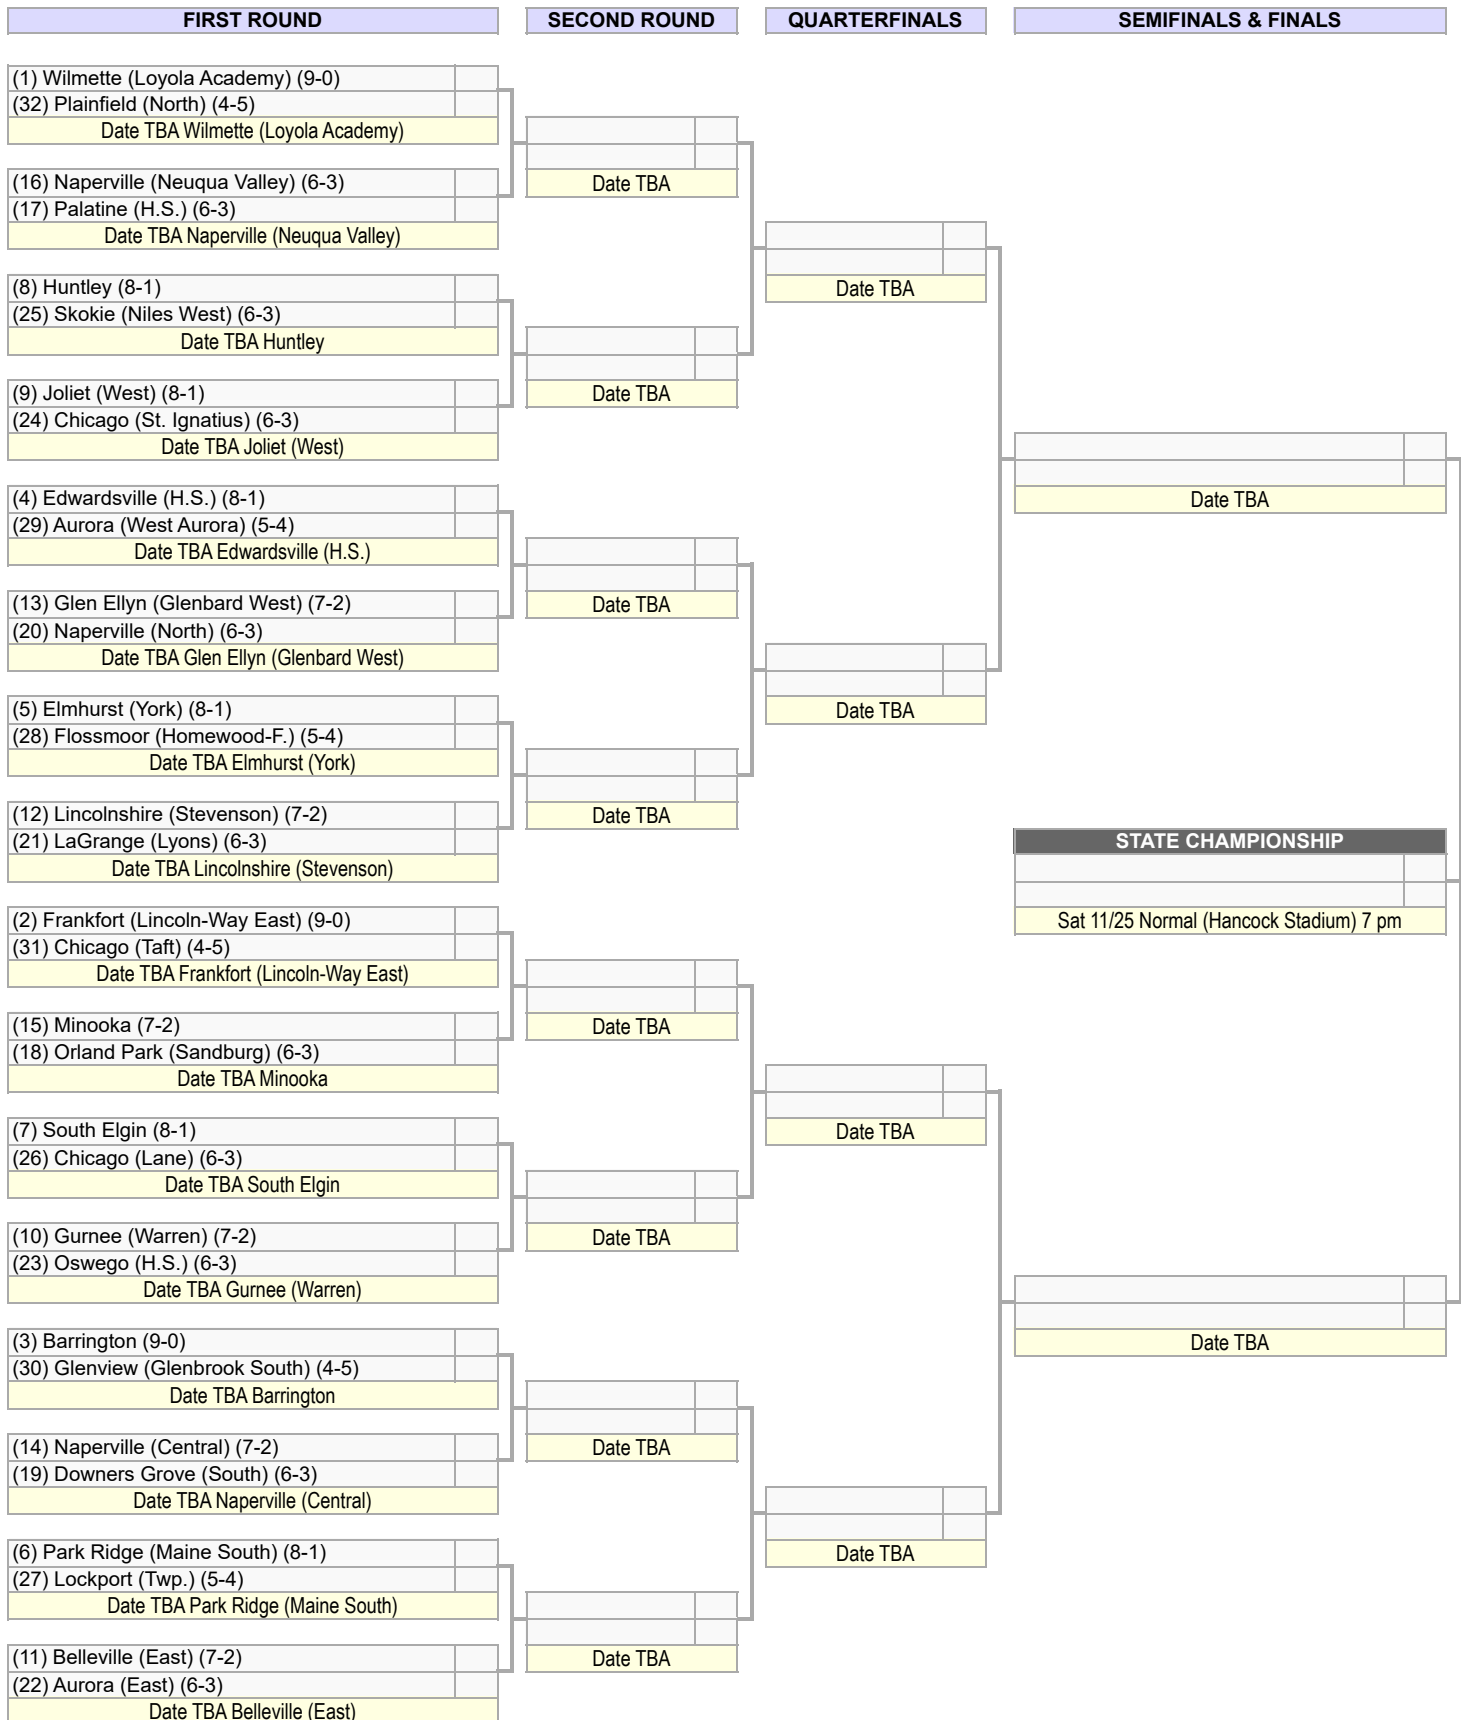 FIRST ROUND
SECOND ROUND
QUARTERFINALS
SEMIFINALS & FINALS
(1) Wilmette (Loyola Academy) (9-0)
(32) Plainfield (North) (4-5)
Date TBA Wilmette (Loyola Academy)
(16) Naperville (Neuqua Valley) (6-3)
(17) Palatine (H.S.) (6-3)
Date TBA Naperville (Neuqua Valley)
(8) Huntley (8-1)
(25) Skokie (Niles West) (6-3)
Date TBA Huntley
(9) Joliet (West) (8-1)
(24) Chicago (St. Ignatius) (6-3)
Date TBA Joliet (West)
(4) Edwardsville (H.S.) (8-1)
(29) Aurora (West Aurora) (5-4)
Date TBA Edwardsville (H.S.)
(13) Glen Ellyn (Glenbard West) (7-2)
(20) Naperville (North) (6-3)
Date TBA Glen Ellyn (Glenbard West)
(5) Elmhurst (York) (8-1)
(28) Flossmoor (Homewood-F.) (5-4)
Date TBA Elmhurst (York)
(12) Lincolnshire (Stevenson) (7-2)
(21) LaGrange (Lyons) (6-3)
Date TBA Lincolnshire (Stevenson)
(2) Frankfort (Lincoln-Way East) (9-0)
(31) Chicago (Taft) (4-5)
Date TBA Frankfort (Lincoln-Way East)
(15) Minooka (7-2)
(18) Orland Park (Sandburg) (6-3)
Date TBA Minooka
(7) South Elgin (8-1)
(26) Chicago (Lane) (6-3)
Date TBA South Elgin
(10) Gurnee (Warren) (7-2)
(23) Oswego (H.S.) (6-3)
Date TBA Gurnee (Warren)
(3) Barrington (9-0)
(30) Glenview (Glenbrook South) (4-5)
Date TBA Barrington
(14) Naperville (Central) (7-2)
(19) Downers Grove (South) (6-3)
Date TBA Naperville (Central)
(6) Park Ridge (Maine South) (8-1)
(27) Lockport (Twp.) (5-4)
Date TBA Park Ridge (Maine South)
(11) Belleville (East) (7-2)
(22) Aurora (East) (6-3)
Date TBA Belleville (East)
Date TBA
Date TBA
Date TBA
Date TBA
Date TBA
Date TBA
Date TBA
Date TBA
Date TBA
Date TBA
Date TBA
Date TBA
Date TBA
STATE CHAMPIONSHIP
Sat 11/25 Normal (Hancock Stadium) 7 pm
Date TBA